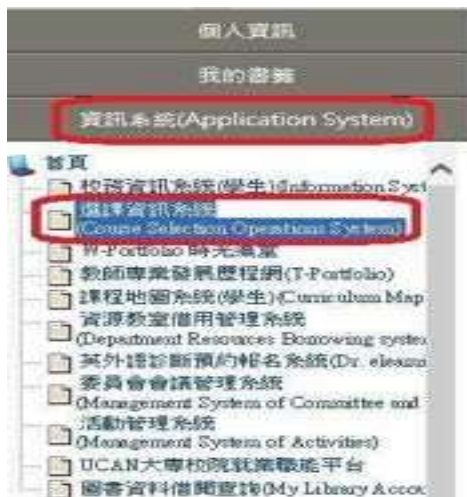 個人資訊
我的書籤
資訊系統(Application System)
首頁
校務資訊系統(學生)(Information Syst
選課資訊系統
(Course Selection Operations System)
W-Portfolio 時光漾堂
教師專業發展歷程網(T-Portfolio)
課程地圖系統(學生)(Curriculum Map
資源教室借用管理系統
(Department Resources Borrowing system
英外語診斷預約報名系統(Dr. elearni
委員會會議管理系統
(Management System of Committee and
活動管理系統
(Management System of Activities)
UCAN大專校院就業職能平台
圖書資料借閱查詢(My Library Accou